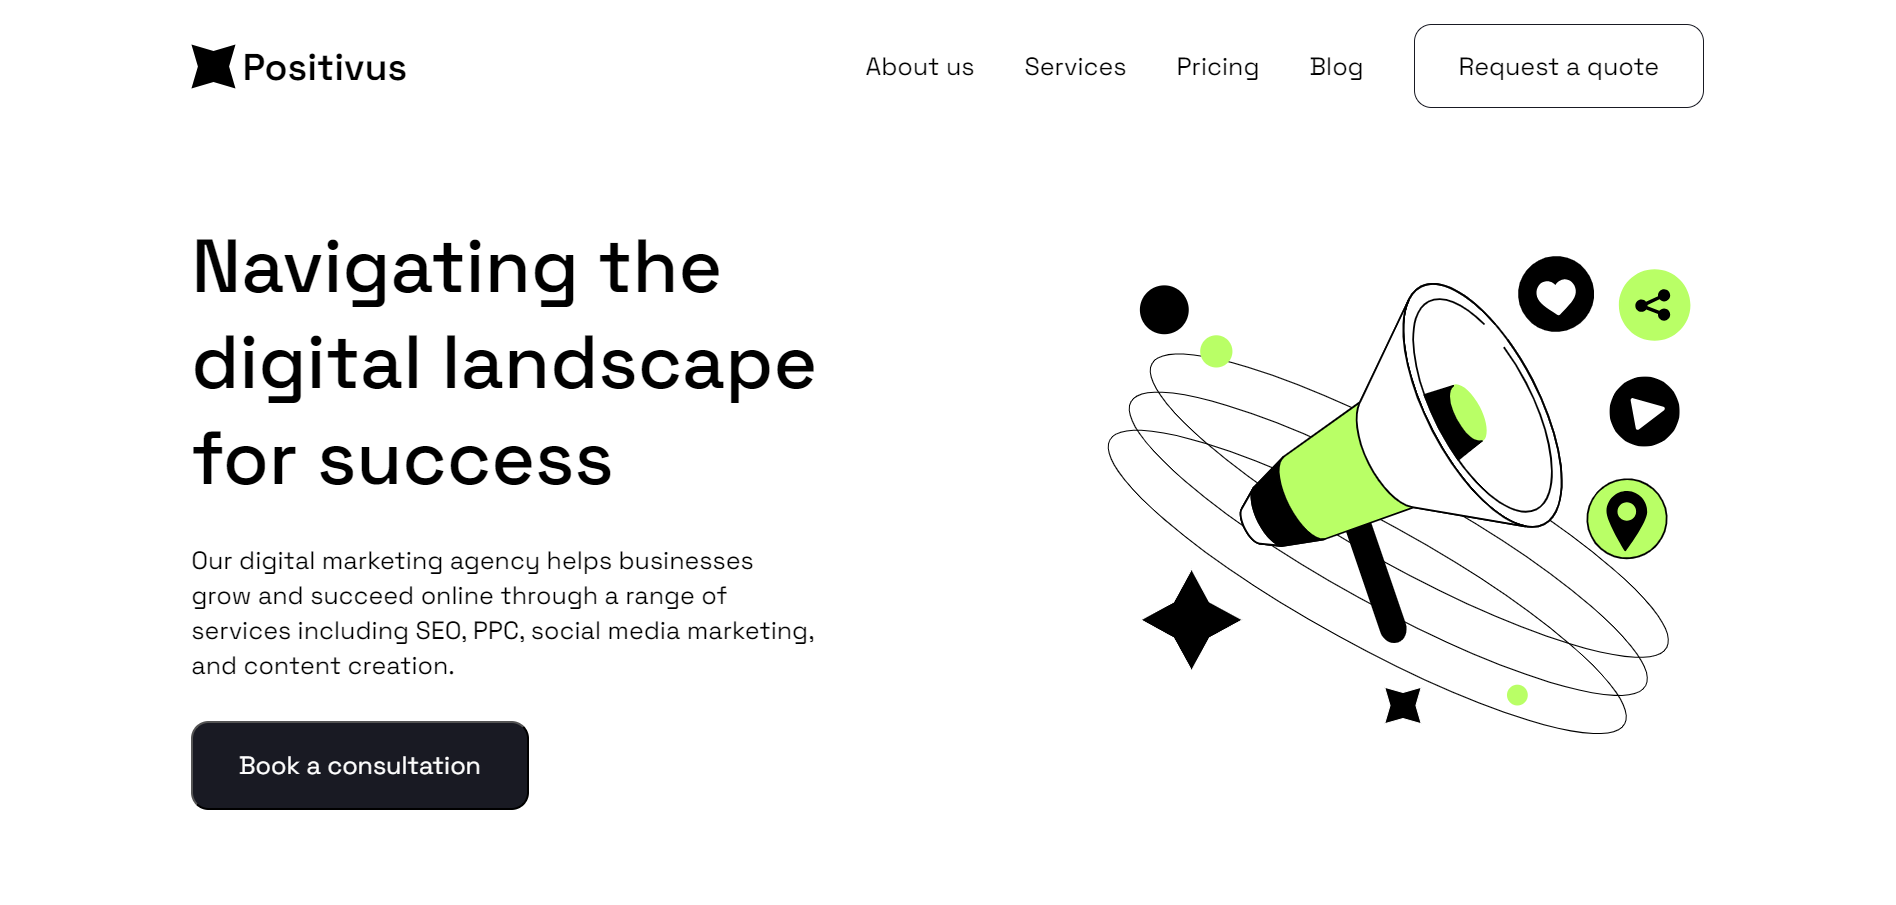 Positivus
About us
Services
Pricing
Blog
Request a quote
Navigating the
digital landscape
for success
Our digital marketing agency helps businesses
grow and succeed online through a range of
services including SEO, PPC, social media marketing,
and content creation.
Book a consultation